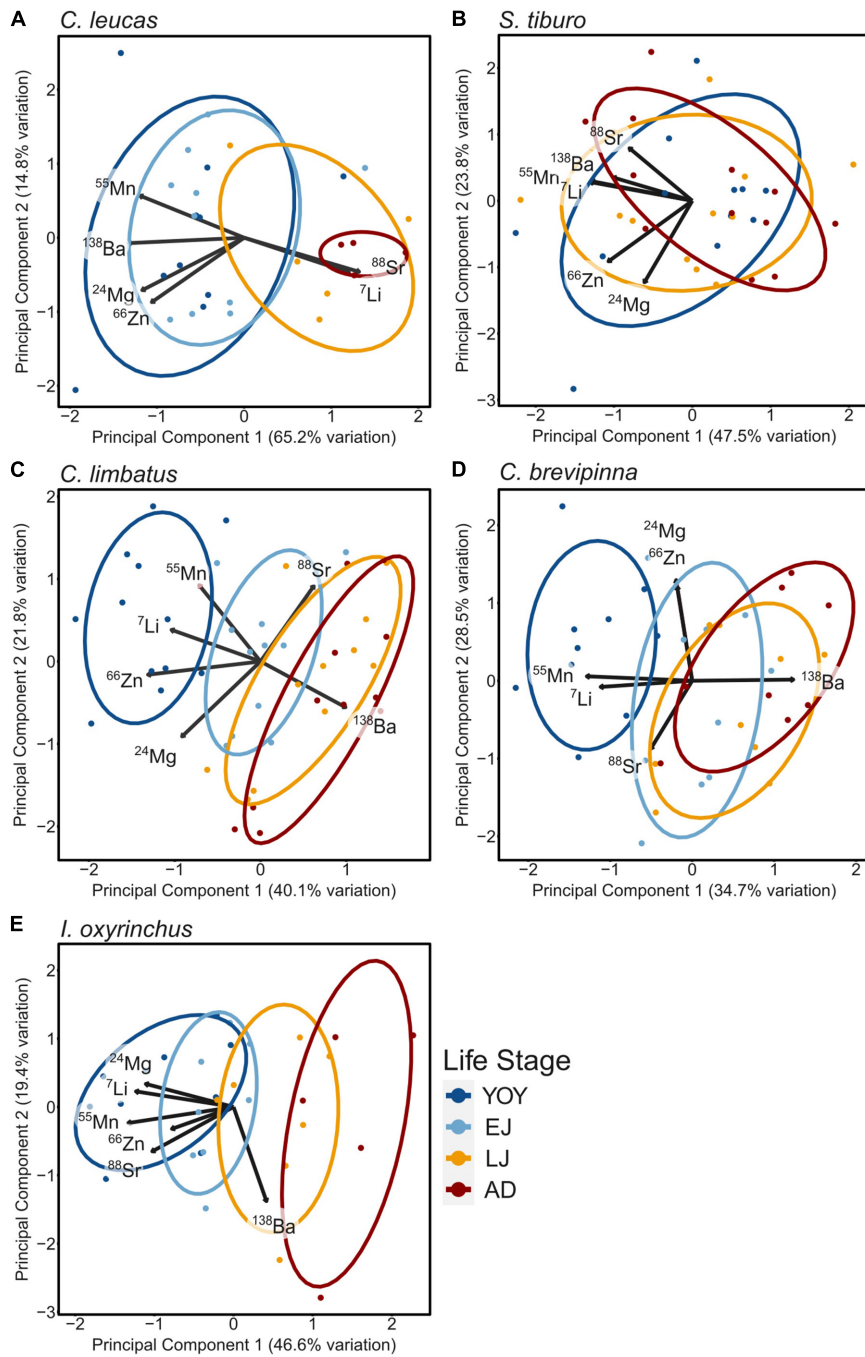 A
C. leucas
Principal Component 2 (14.8% variation)
2
1
0
−1
−2
⁵⁵Mn
¹³⁸Ba
²⁴Mg
⁶⁶Zn
⁸⁸Sr
⁷Li
−2
−1
0
1
2
Principal Component 1 (65.2% variation)
B
S. tiburo
Principal Component 2 (23.8% variation)
2
1
0
−1
−2
−3
⁸⁸Sr
¹³⁸Ba
⁵⁵Mn
⁷Li
⁶⁶Zn
²⁴Mg
−2
−1
0
1
2
Principal Component 1 (47.5% variation)
C
C. limbatus
Principal Component 2 (21.8% variation)
2
1
0
−1
−2
⁵⁵Mn
⁸⁸Sr
⁷Li
⁶⁶Zn
¹³⁸Ba
²⁴Mg
−2
−1
0
1
Principal Component 1 (40.1% variation)
D
C. brevipinna
Principal Component 2 (28.5% variation)
2
1
0
−1
−2
²⁴Mg
⁶⁶Zn
⁵⁵Mn
⁷Li
¹³⁸Ba
⁸⁸Sr
−2
−1
0
1
2
Principal Component 1 (34.7% variation)
E
I. oxyrinchus
Principal Component 2 (19.4% variation)
2
1
0
−1
−2
−3
²⁴Mg
⁷Li
⁵⁵Mn
⁶⁶Zn
⁸⁸Sr
¹³⁸Ba
−2
−1
0
1
2
Principal Component 1 (46.6% variation)
Life Stage
YOY
EJ
LJ
AD